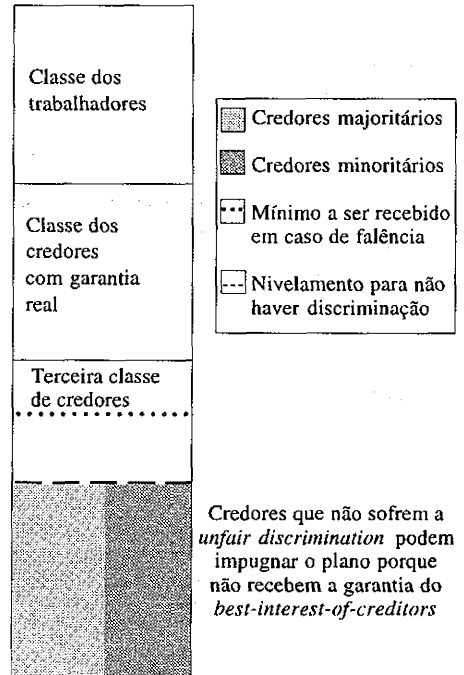 Classe dos
trabalhadores
Credores majoritários
Credores minoritários
Mínimo a ser recebido
em caso de falência
Nivelamento para não
haver discriminação
Classe dos
credores
com garantia
real
Terceira classe
de credores
Credores que não sofrem a
unfair discrimination podem
impugnar o plano porque
não recebem a garantia do
best-interest-of-creditors